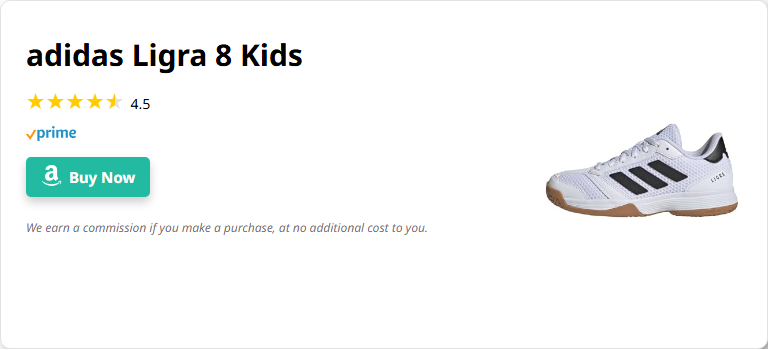 adidas Ligra 8 Kids
4.5
prime
a Buy Now
We earn a commission if you make a purchase, at no additional cost to you.
LIGRA